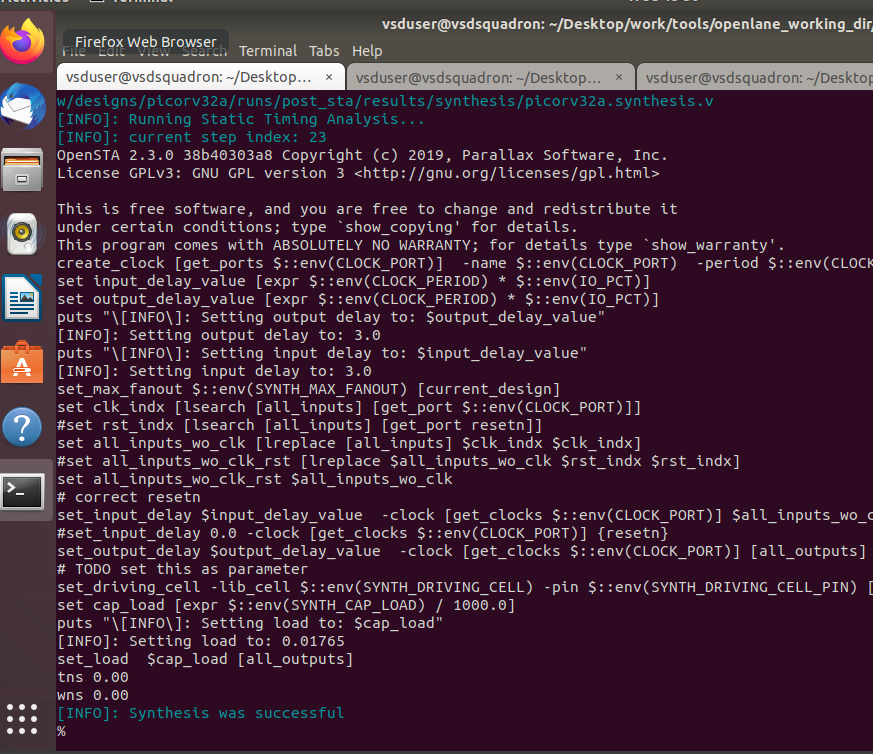 Terminal
vsduser@vsdsquadron: ~/Desktop/work/tools/openlane_working_dir/
Firefox Web Browser
File Edit View Search Terminal Tabs Help
vsduser@vsdsquadron: ~/Desktop... × vsduser@vsdsquadron: ~/Desktop... × vsduser@vsdsquadron: ~/Desktop
w/designs/picorv32a/runs/post_sta/results/synthesis/picorv32a.synthesis.v
[INFO]: Running Static Timing Analysis...
[INFO]: current step index: 23
OpenSTA 2.3.0 38b40303a8 Copyright (c) 2019, Parallax Software, Inc.
License GPLv3: GNU GPL version 3 <http://gnu.org/licenses/gpl.html>
This is free software, and you are free to change and redistribute it
under certain conditions; type `show_copying' for details.
This program comes with ABSOLUTELY NO WARRANTY; for details type `show_warranty'.
create_clock [get_ports $::env(CLOCK_PORT)]  -name $::env(CLOCK_PORT)  -period $::env(CLOCK
set input_delay_value [expr $::env(CLOCK_PERIOD) * $::env(IO_PCT)]
set output_delay_value [expr $::env(CLOCK_PERIOD) * $::env(IO_PCT)]
puts "\[INFO\]: Setting output delay to: $output_delay_value"
[INFO]: Setting output delay to: 3.0
puts "\[INFO\]: Setting input delay to: $input_delay_value"
[INFO]: Setting input delay to: 3.0
set_max_fanout $::env(SYNTH_MAX_FANOUT) [current_design]
set clk_indx [lsearch [all_inputs] [get_port $::env(CLOCK_PORT)]]
#set rst_indx [lsearch [all_inputs] [get_port resetn]]
set all_inputs_wo_clk [lreplace [all_inputs] $clk_indx $clk_indx]
#set all_inputs_wo_clk_rst [lreplace $all_inputs_wo_clk $rst_indx $rst_indx]
set all_inputs_wo_clk_rst $all_inputs_wo_clk
# correct resetn
set_input_delay $input_delay_value  -clock [get_clocks $::env(CLOCK_PORT)] $all_inputs_wo_c
#set_input_delay 0.0 -clock [get_clocks $::env(CLOCK_PORT)] {resetn}
set_output_delay $output_delay_value  -clock [get_clocks $::env(CLOCK_PORT)] [all_outputs]
# TODO set this as parameter
set_driving_cell -lib_cell $::env(SYNTH_DRIVING_CELL) -pin $::env(SYNTH_DRIVING_CELL_PIN) [
set cap_load [expr $::env(SYNTH_CAP_LOAD) / 1000.0]
puts "\[INFO\]: Setting load to: $cap_load"
[INFO]: Setting load to: 0.01765
set_load  $cap_load [all_outputs]
tns 0.00
wns 0.00
[INFO]: Synthesis was successful
%